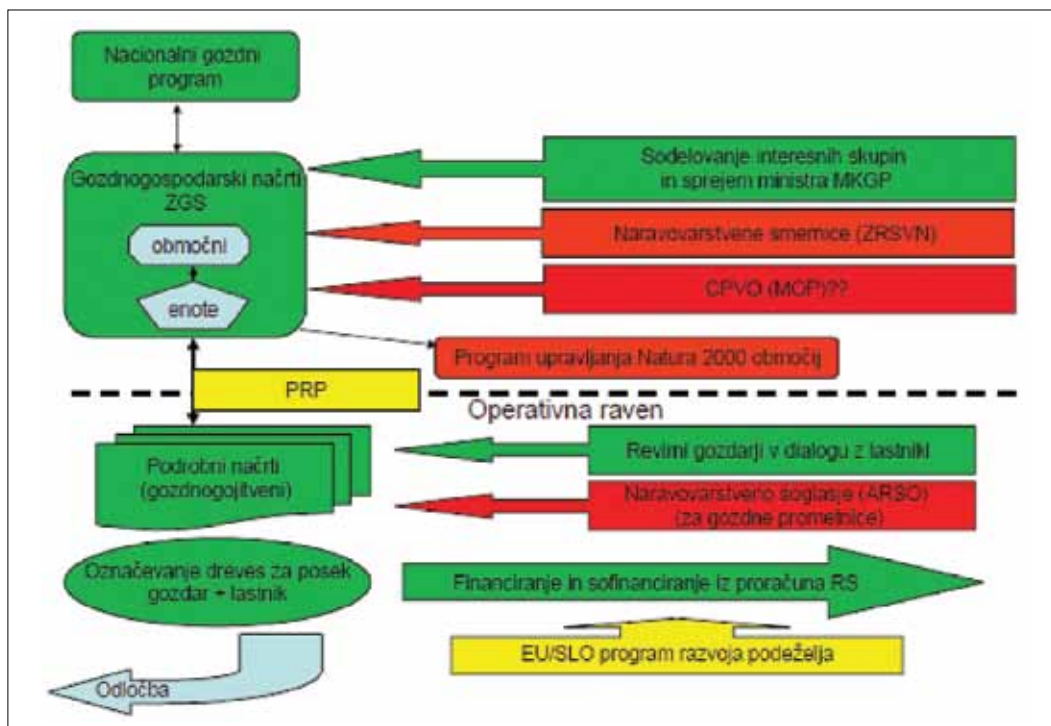 Nacionalni gozdni
program
Gozdnogospodarski načrti
ZGS
območni
enote
Sodelovanje interesnih skupin
in sprejem ministra MKGP
Naravovarstvene smernice (ZRSVN)
CPVO (MOP)??
Program upravljanja Natura 2000 območij
PRP
Operativna raven
Podrobni načrti
(gozdnogojitveni)
Revirni gozdarji v dialogu z lastniki
Naravovarstveno soglasje (ARSO)
(za gozdne prometnice)
Označevanje dreves za posek
gozdar + lastnik
Financiranje in sofinanciranje iz proračuna RS
EU/SLO program razvoja podeželja
Odločba